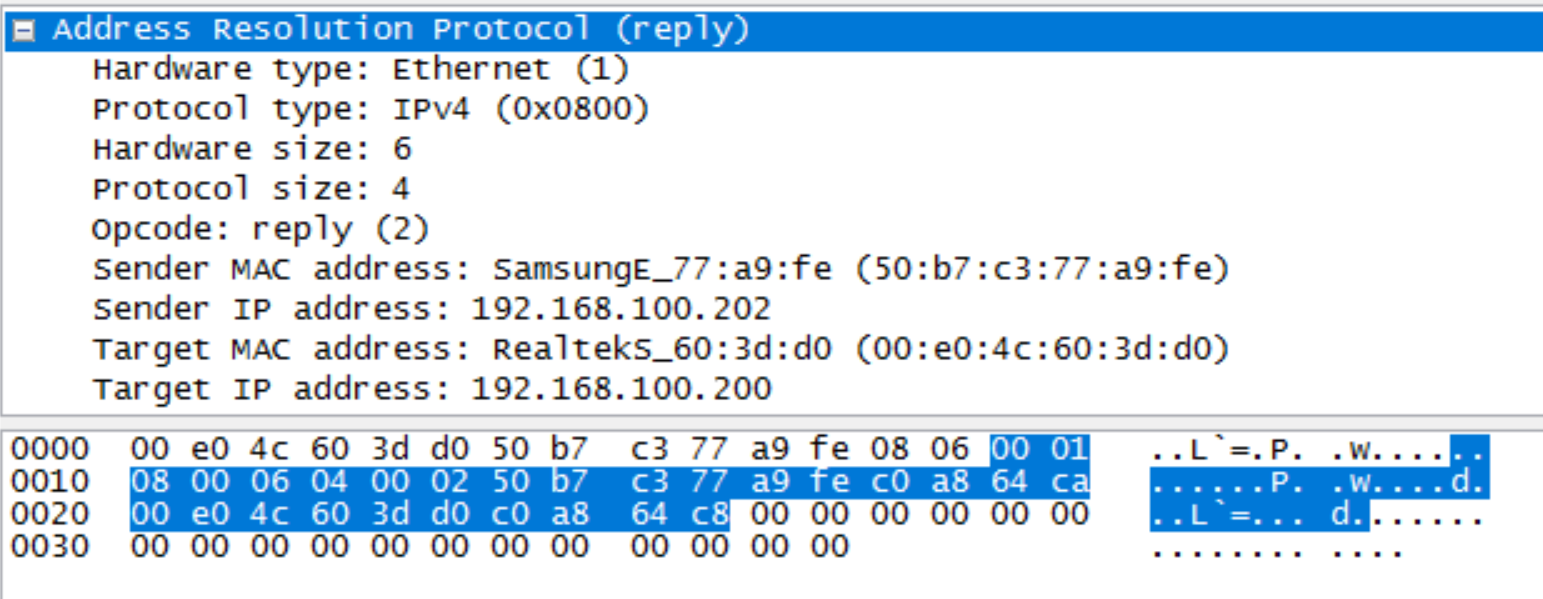 Address Resolution Protocol (reply)
Hardware type: Ethernet (1)
Protocol type: IPv4 (0x0800)
Hardware size: 6
Protocol size: 4
Opcode: reply (2)
Sender MAC address: SamsungE_77:a9:fe (50:b7:c3:77:a9:fe)
Sender IP address: 192.168.100.202
Target MAC address: RealtekS_60:3d:d0 (00:e0:4c:60:3d:d0)
Target IP address: 192.168.100.200
0000  00 e0 4c 60 3d d0 50 b7  c3 77 a9 fe 08 06 00 01  ..L`=.P. .w......
0010  08 00 06 04 00 02 50 b7  c3 77 a9 fe c0 a8 64 ca  ......P. .w....d.
0020  00 e0 4c 60 3d d0 c0 a8  64 c8 00 00 00 00 00 00  ..L`=... d.......
0030  00 00 00 00 00 00 00 00  00 00 00 00  ........ ....